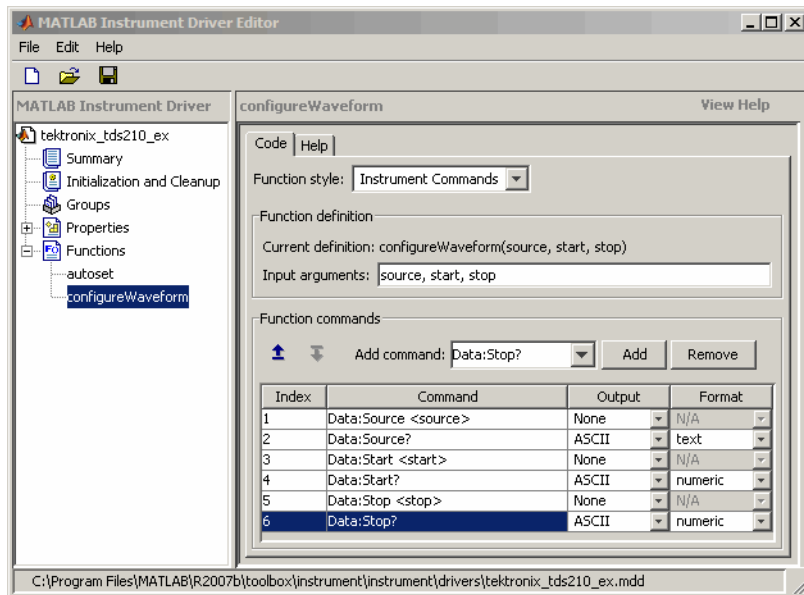 MATLAB Instrument Driver Editor
File Edit Help
MATLAB Instrument Driver
configureWaveform
View Help
tektronix_tds210_ex
Summary
Initialization and Cleanup
Groups
Properties
Functions
autoset
configureWaveform
Code Help
Function style: Instrument Commands
Function definition
Current definition: configureWaveform(source, start, stop)
Input arguments: source, start, stop
Function commands
Add command: Data:Stop? Add Remove
Index Command Output Format
1 Data:Source <source> None N/A
2 Data:Source? ASCII text
3 Data:Start <start> None N/A
4 Data:Start? ASCII numeric
5 Data:Stop <stop> None N/A
6 Data:Stop? ASCII numeric
C:\Program Files\MATLAB\R2007b\toolbox\instrument\instrument\drivers\tektronix_tds210_ex.mdd